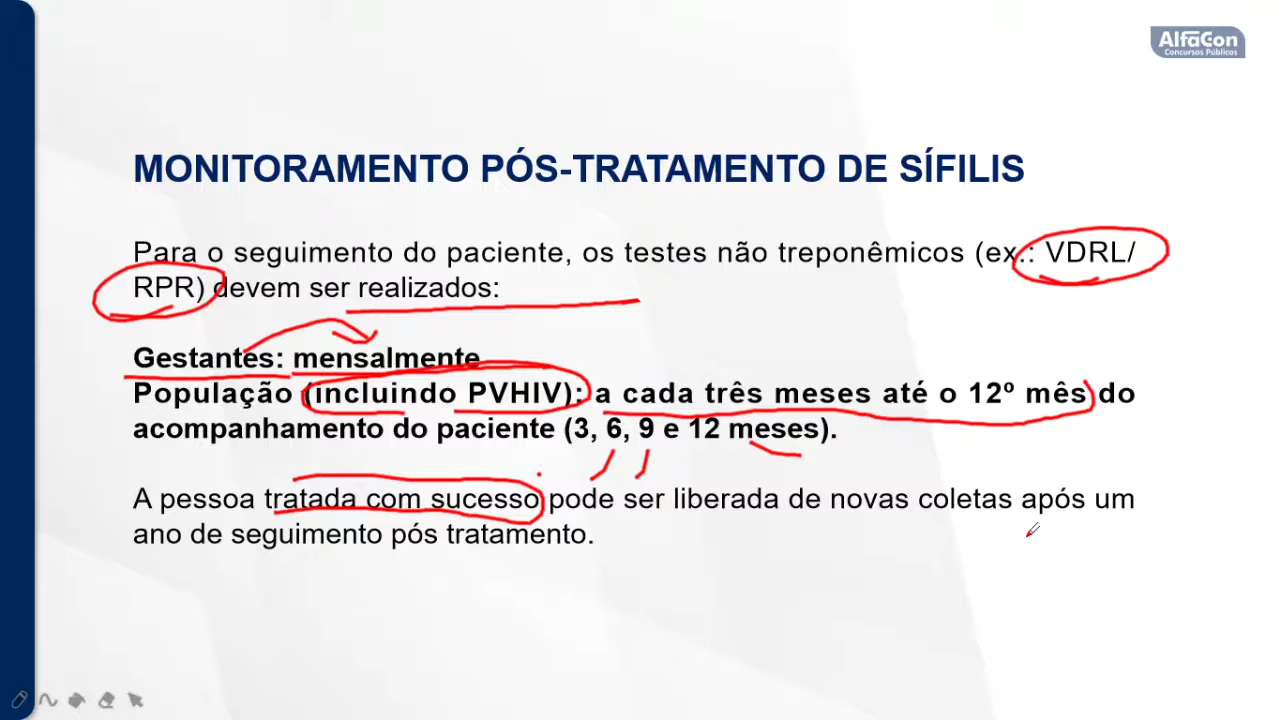 AlfaCon
Concursos Públicos
MONITORAMENTO PÓS-TRATAMENTO DE SÍFILIS
Para o seguimento do paciente, os testes não treponêmicos (ex.: VDRL/
RPR) devem ser realizados:
Gestantes: mensalmente
População (incluindo PVHIV): a cada três meses até o 12º mês do
acompanhamento do paciente (3, 6, 9 e 12 meses).
A pessoa tratada com sucesso pode ser liberada de novas coletas após um
ano de seguimento pós tratamento.